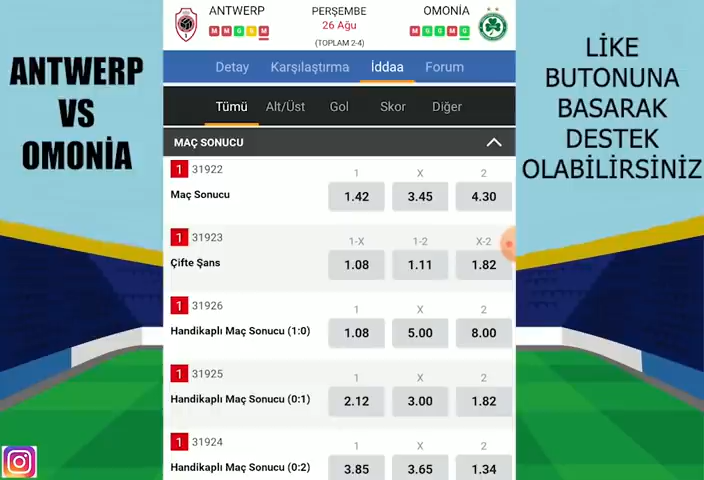 ANTWERP
VS
OMONİA
ANTWERP
M M G B M
PERŞEMBE
26 Ağu
(TOPLAM 2-4)
OMONİA
M G G M G
Detay Karşılaştırma İddaa Forum
Tümü Alt/Üst Gol Skor Diğer
MAÇ SONUCU
1 31922
Maç Sonucu
1 X 2
1.42 3.45 4.30
1 31923
Çifte Şans
1-X 1-2 X-2
1.08 1.11 1.82
1 31926
Handikaplı Maç Sonucu (1:0)
1 X 2
1.08 5.00 8.00
1 31925
Handikaplı Maç Sonucu (0:1)
1 X 2
2.12 3.00 1.82
1 31924
Handikaplı Maç Sonucu (0:2)
1 X 2
3.85 3.65 1.34
LİKE
BUTONUNA
BASARAK
DESTEK
OLABİLİRSİNİZ